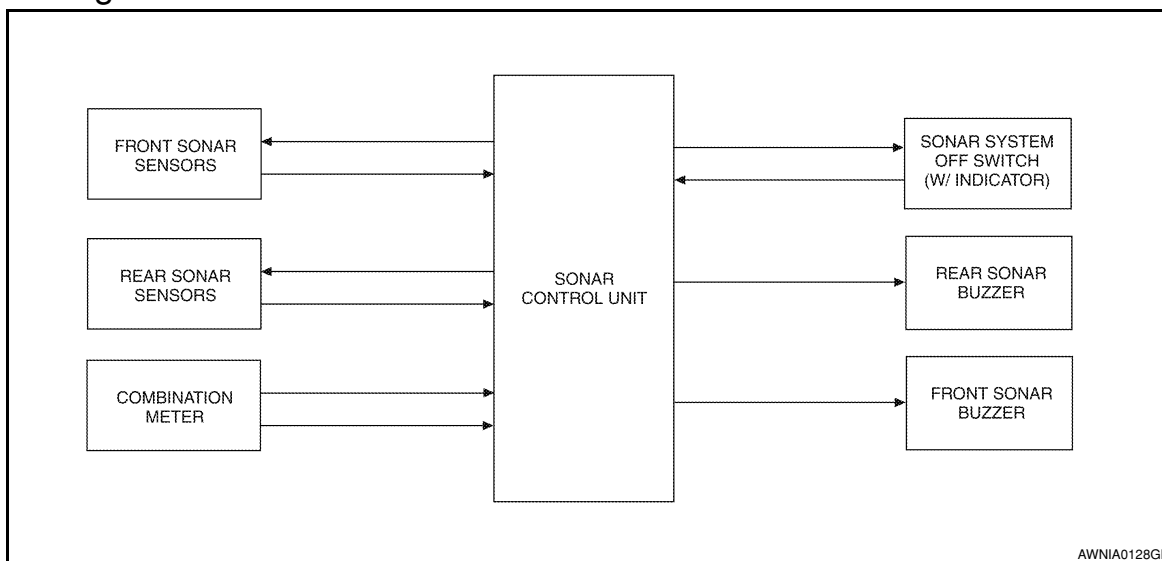 FRONT SONAR
SENSORS
REAR SONAR
SENSORS
COMBINATION
METER
SONAR
CONTROL UNIT
SONAR SYSTEM
OFF SWITCH
(W/ INDICATOR)
REAR SONAR
BUZZER
FRONT SONAR
BUZZER